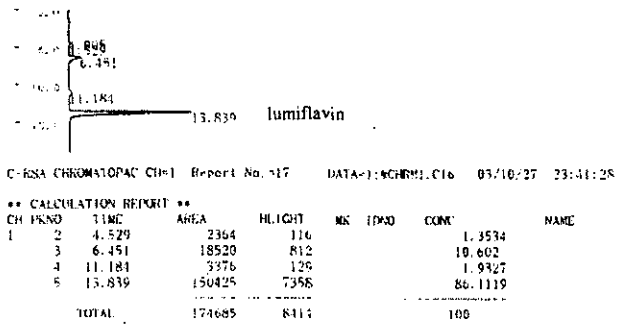 6.451
11.184
13.839 lumiflavin
C-R5A CHROMATOPAC CH=1 Report No.=17 DATA=1:@CHRM1.C16 03/10/27 23:41:28
** CALCULATION REPORT **
CH PKNO TIME AREA HEIGHT MK IDNO CONC NAME
1 2 4.529 2364 116 1.3534
3 6.451 18520 812 10.602
4 11.184 3376 129 1.9327
5 13.839 150425 7358 86.1119
TOTAL 174685 8414 100